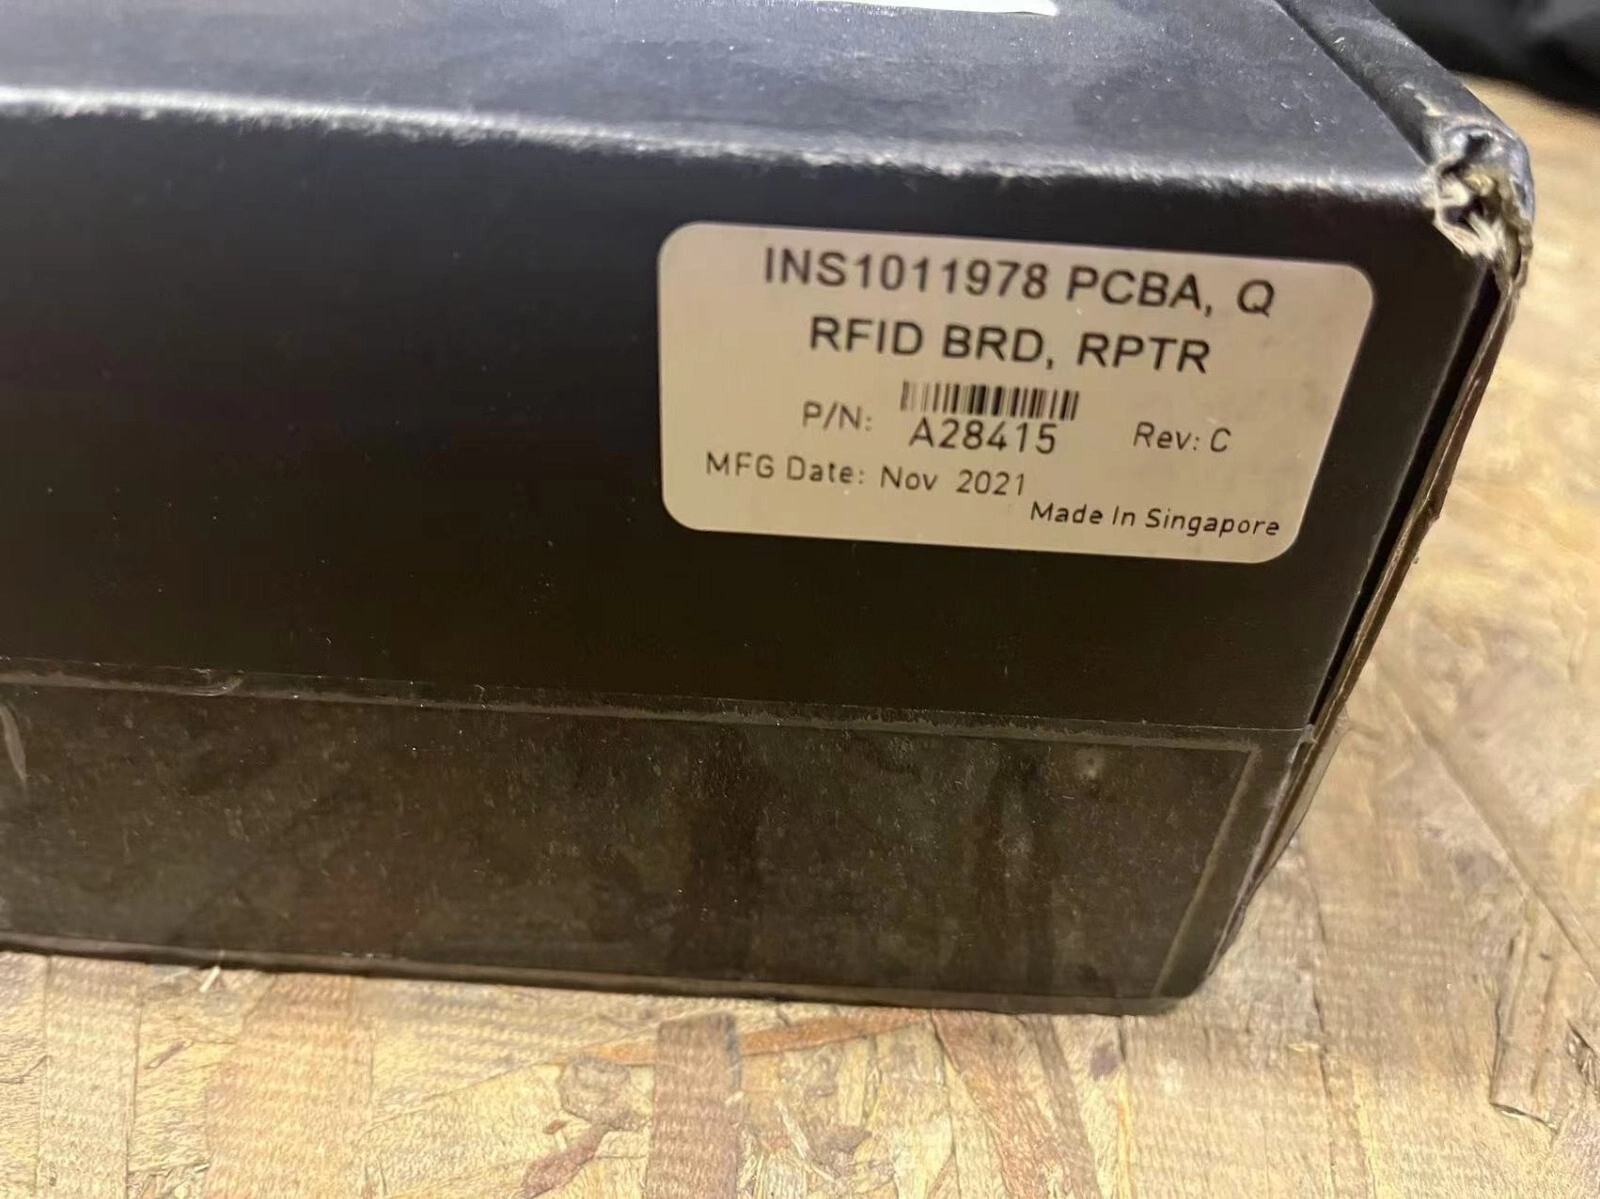 INS1011978 PCBA, Q
RFID BRD, RPTR
P/N: A28415 Rev: C
MFG Date: Nov 2021
Made In Singapore